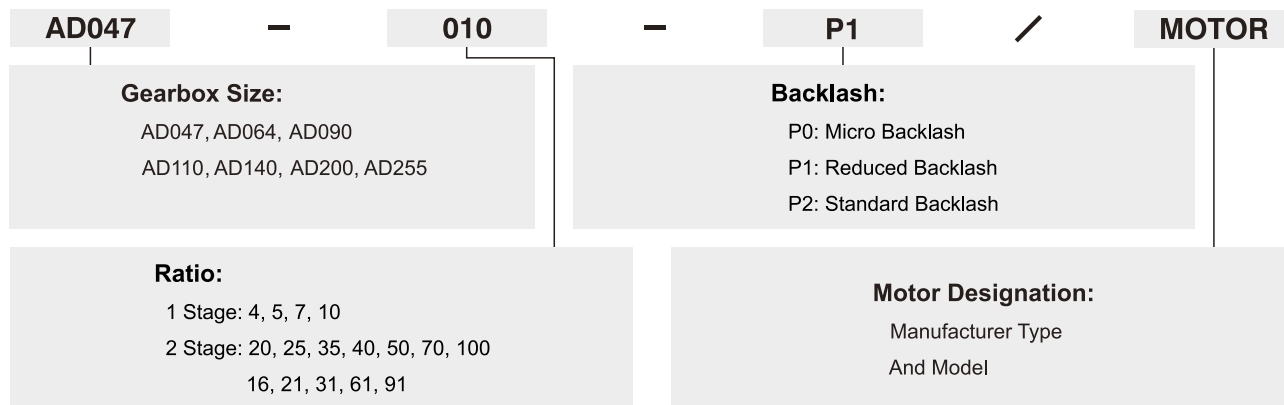 AD047 – 010 – P1 / MOTOR
Gearbox Size:
AD047, AD064, AD090
AD110, AD140, AD200, AD255
Backlash:
P0: Micro Backlash
P1: Reduced Backlash
P2: Standard Backlash
Ratio:
1 Stage: 4, 5, 7, 10
2 Stage: 20, 25, 35, 40, 50, 70, 100
16, 21, 31, 61, 91
Motor Designation:
Manufacturer Type
And Model